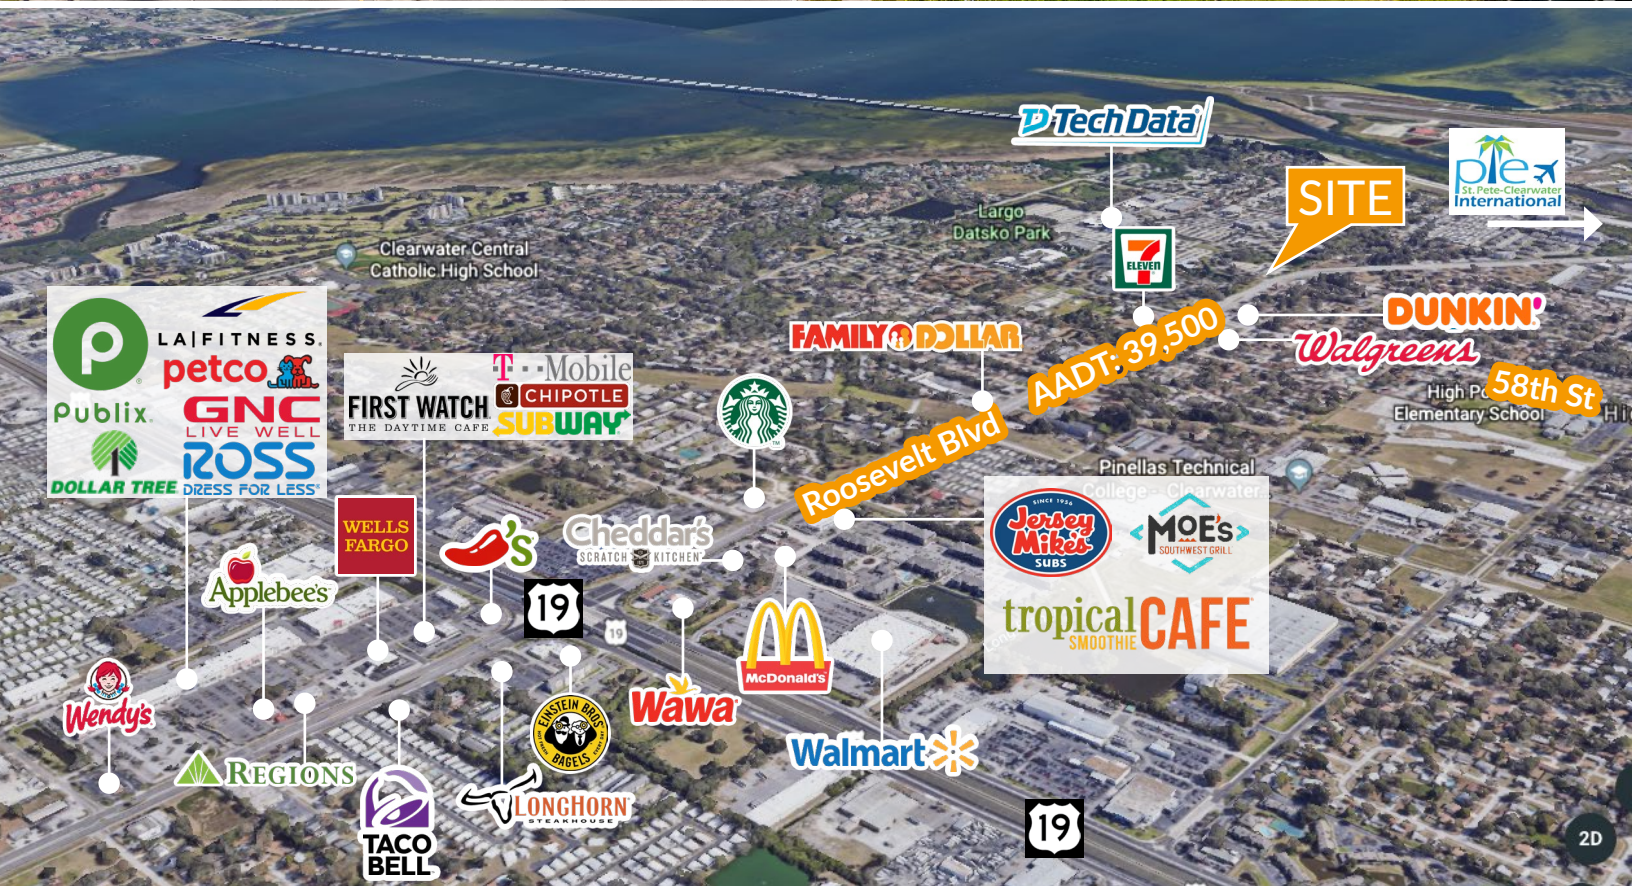 TechData
pie
St. Pete-Clearwater
International
SITE
Largo
Datsko Park
Clearwater Central
Catholic High School
7
ELEVEN
DUNKIN'
Walgreens
AADT: 39,500
58th St
High Po
Elementary School
Hi
FAMILY DOLLAR
Roosevelt Blvd
P
Publix
LA|FITNESS
petco
GNC
LIVE WELL
DOLLAR TREE
ROSS
DRESS FOR LESS
FIRST WATCH
THE DAYTIME CAFE
T··Mobile
CHIPOTLE
SUBWAY
Pinellas Technical
College - Clearwater
SINCE 1956
Jersey
Mike's
SUBS
MOE's
SOUTHWEST GRILL
tropical
SMOOTHIE
CAFE
WELLS
FARGO
Chili's
Cheddar's
SCRATCH KITCHEN
Applebee's
19
19
Wendy's
REGIONS
TACO
BELL
EINSTEIN BROS
BAGELS
LONGHORN
STEAKHOUSE
Wawa
McDonald's
Walmart
19
2D